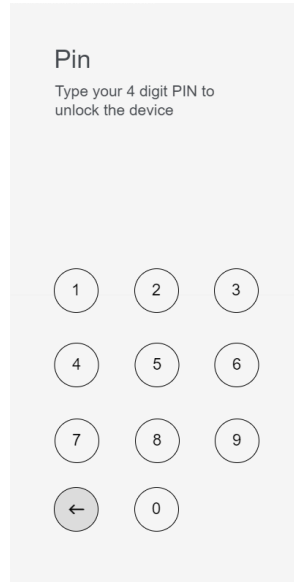 Pin
Type your 4 digit PIN to
unlock the device
1 2 3
4 5 6
7 8 9
← 0